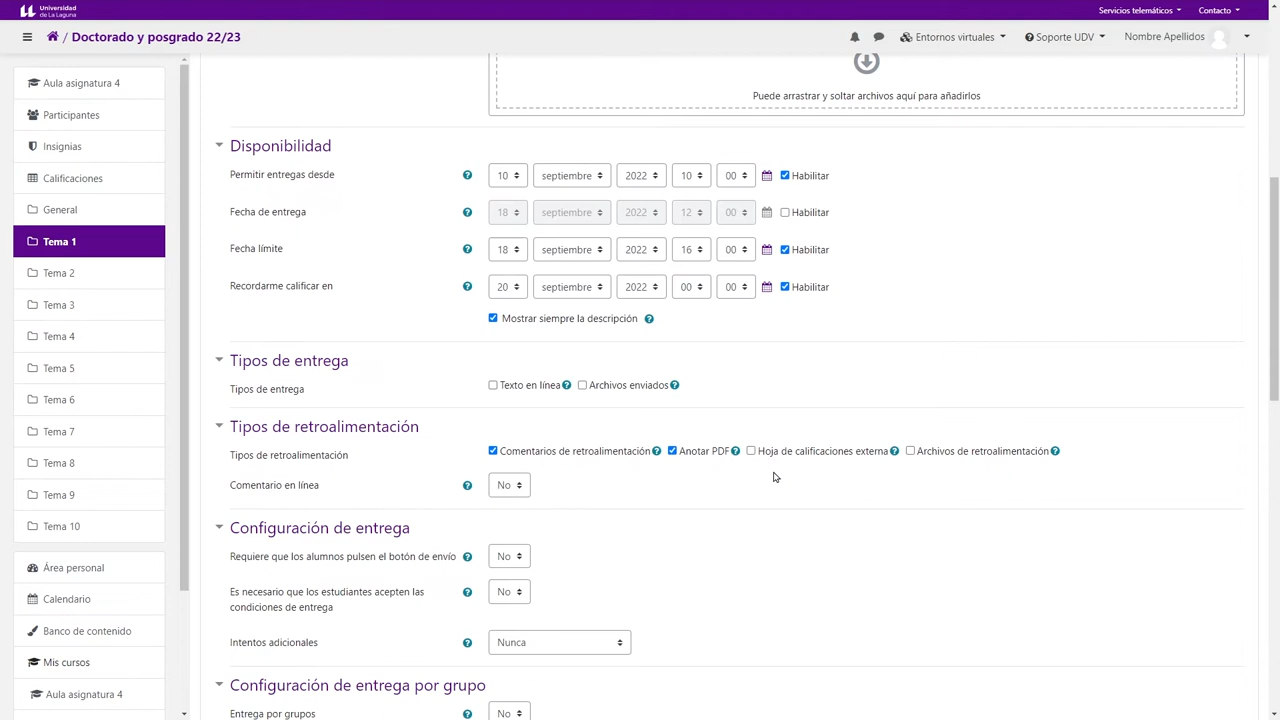 Universidad
de La Laguna
Servicios telemáticos
Contacto
/ Doctorado y posgrado 22/23
Entornos virtuales
Soporte UDV
Nombre Apellidos
Aula asignatura 4
Participantes
Insignias
Calificaciones
General
Tema 1
Tema 2
Tema 3
Tema 4
Tema 5
Tema 6
Tema 7
Tema 8
Tema 9
Tema 10
Área personal
Calendario
Banco de contenido
Mis cursos
Aula asignatura 4
Puede arrastrar y soltar archivos aquí para añadirlos
Disponibilidad
Permitir entregas desde ? 10 septiembre 2022 10 00 Habilitar
Fecha de entrega ? 18 septiembre 2022 12 00 Habilitar
Fecha límite ? 18 septiembre 2022 16 00 Habilitar
Recordarme calificar en ? 20 septiembre 2022 00 00 Habilitar
Mostrar siempre la descripción ?
Tipos de entrega
Tipos de entrega Texto en línea ? Archivos enviados ?
Tipos de retroalimentación
Tipos de retroalimentación Comentarios de retroalimentación ? Anotar PDF ? Hoja de calificaciones externa ? Archivos de retroalimentación ?
Comentario en línea ? No
Configuración de entrega
Requiere que los alumnos pulsen el botón de envío ? No
Es necesario que los estudiantes acepten las ? No
condiciones de entrega
Intentos adicionales ? Nunca
Configuración de entrega por grupo
Entrega por grupos ? No